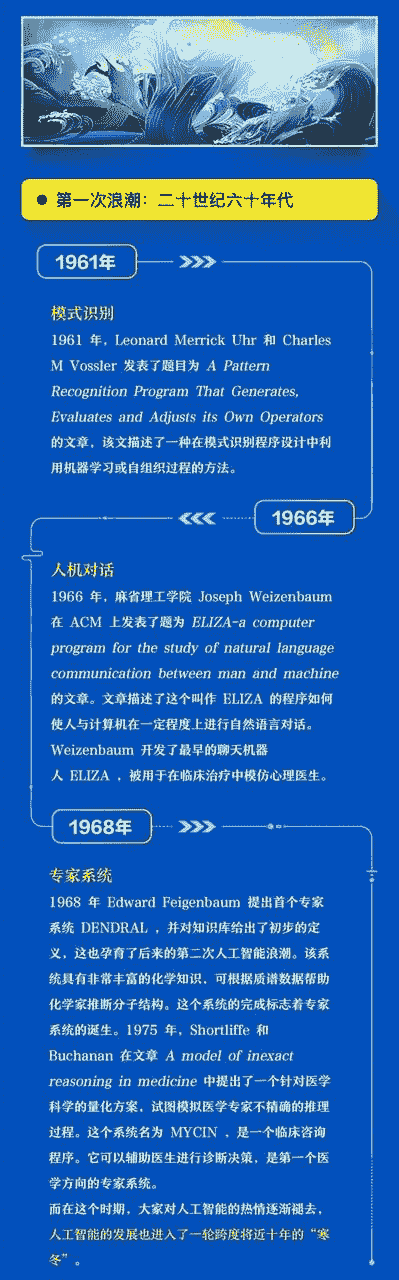 第一次浪潮：二十世纪六十年代
1961年
模式识别
1961 年，Leonard Merrick Uhr 和 Charles
M Vossler 发表了题目为 A Pattern
Recognition Program That Generates,
Evaluates and Adjusts its Own Operators
的文章，该文描述了一种在模式识别程序设计中利
用机器学习或自组织过程的方法。
1966年
人机对话
1966 年，麻省理工学院 Joseph Weizenbaum
在 ACM 上发表了题为 ELIZA-a computer
program for the study of natural language
communication between man and machine
的文章。文章描述了这个叫作 ELIZA 的程序如何
使人与计算机在一定程度上进行自然语言对话。
Weizenbaum 开发了最早的聊天机器
人 ELIZA ，被用于在临床治疗中模仿心理医生。
1968年
专家系统
1968 年 Edward Feigenbaum 提出首个专家
系统 DENDRAL ，并对知识库给出了初步的定
义，这也孕育了后来的第二次人工智能浪潮。该系
统具有非常丰富的化学知识，可根据质谱数据帮助
化学家推断分子结构。这个系统的完成标志着专家
系统的诞生。1975 年，Shortliffe 和
Buchanan 在文章 A model of inexact
reasoning in medicine 中提出了一个针对医学
科学的量化方案，试图模拟医学专家不精确的推理
过程。这个系统名为 MYCIN ，是一个临床咨询
程序。它可以辅助医生进行诊断决策，是第一个医
学方向的专家系统。
而在这个时期，大家对人工智能的热情逐渐褪去，
人工智能的发展也进入了一轮跨度将近十年的“寒
冬”。